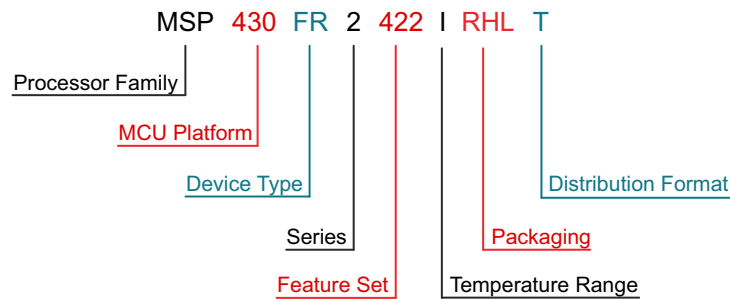 MSP 430 FR 2 422 I RHL T
Processor Family
MCU Platform
Device Type
Distribution Format
Series
Packaging
Feature Set
Temperature Range